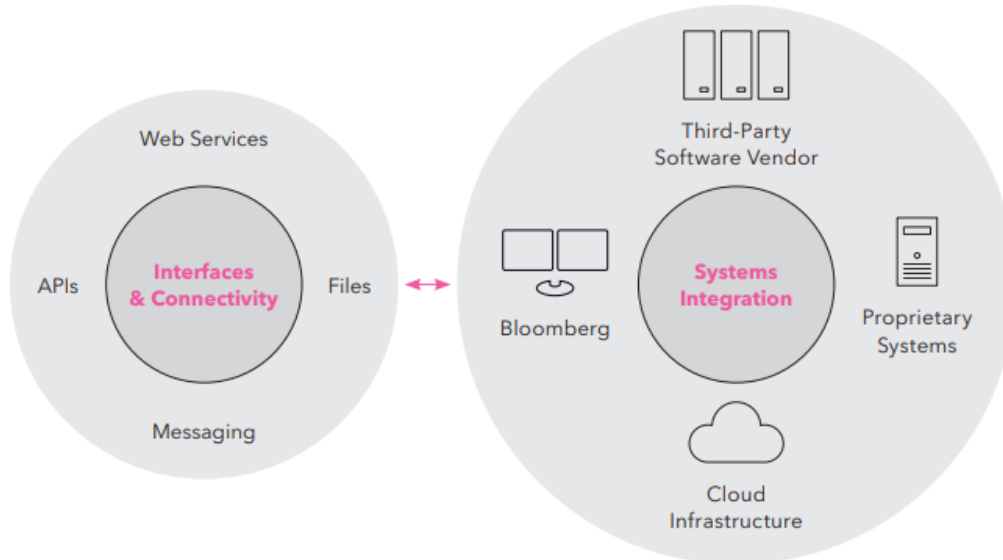 Web Services
APIs
Interfaces
& Connectivity
Files
Messaging
Third-Party
Software Vendor
Bloomberg
Systems
Integration
Proprietary
Systems
Cloud
Infrastructure